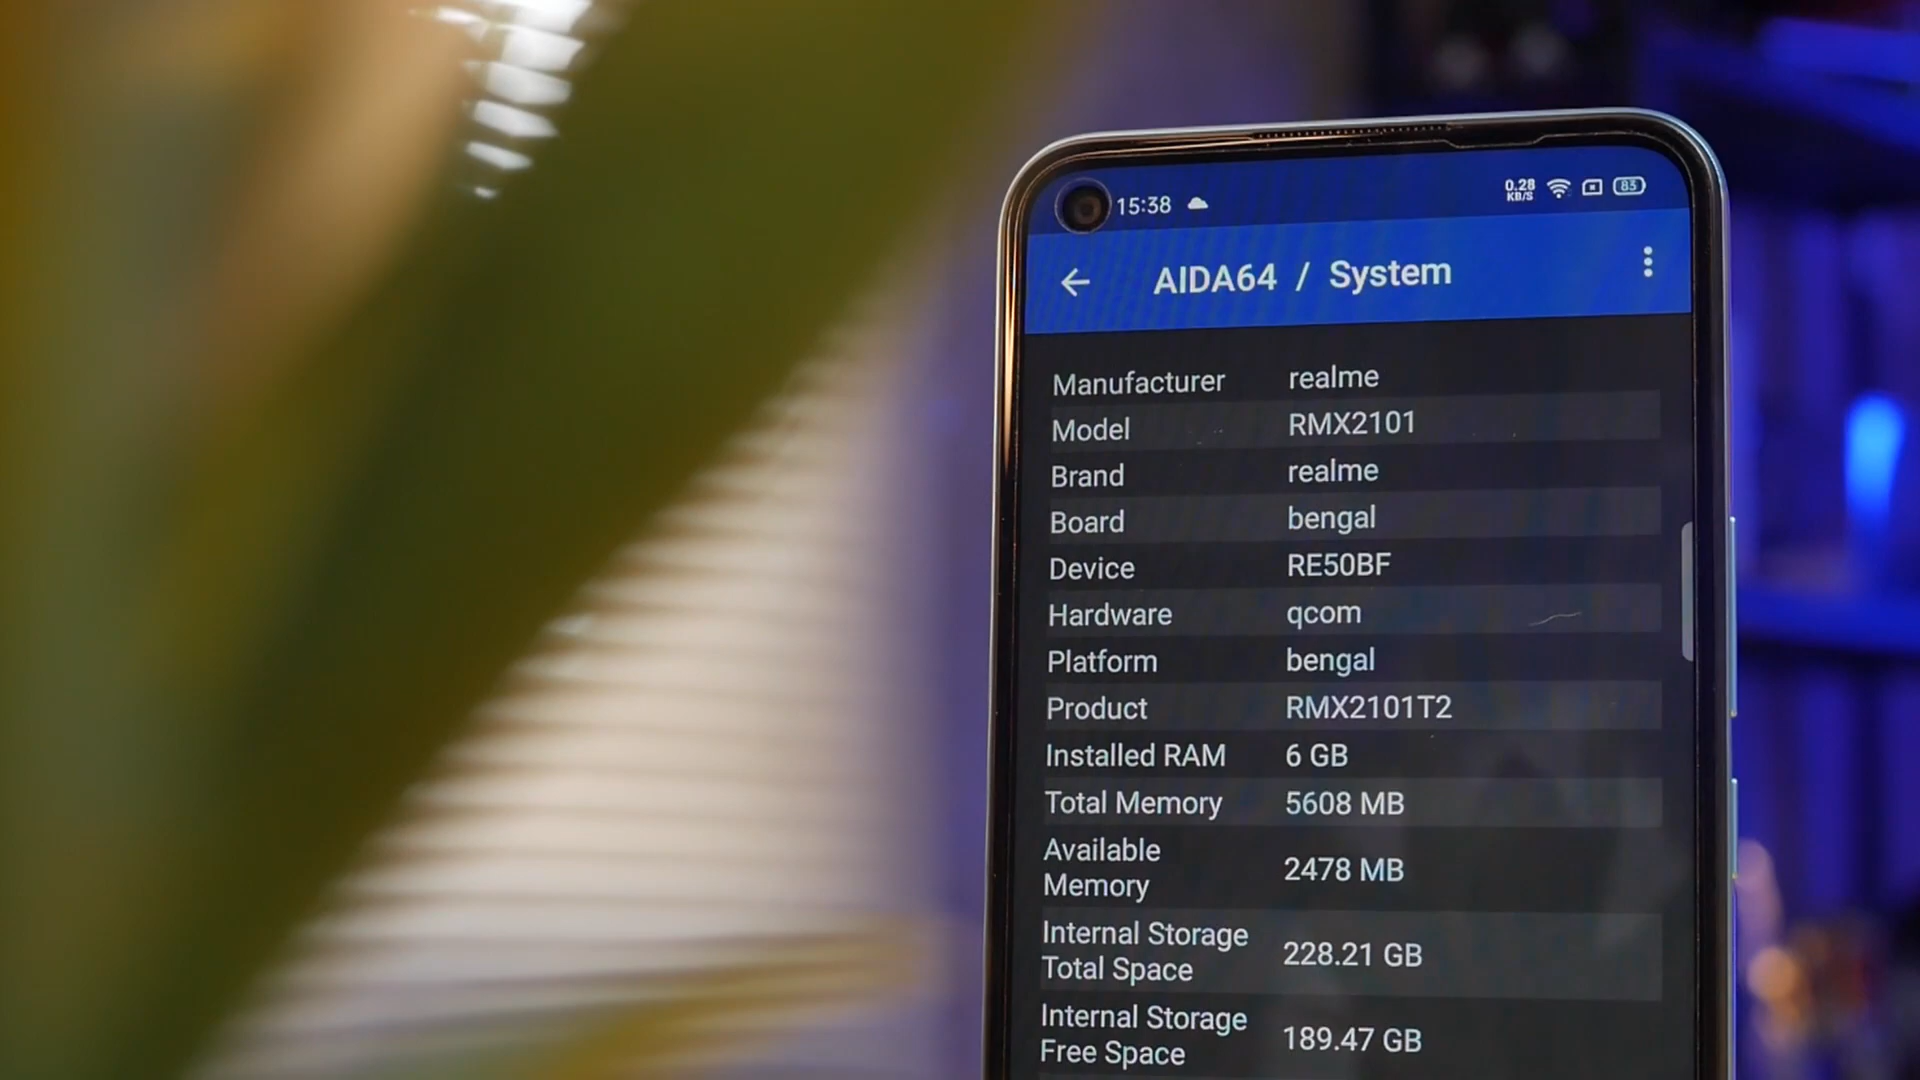 15:38
0.28
KB/S
83
AIDA64 / System
Manufacturer realme
Model RMX2101
Brand realme
Board bengal
Device RE50BF
Hardware qcom
Platform bengal
Product RMX2101T2
Installed RAM 6 GB
Total Memory 5608 MB
Available
Memory 2478 MB
Internal Storage
Total Space 228.21 GB
Internal Storage
Free Space 189.47 GB